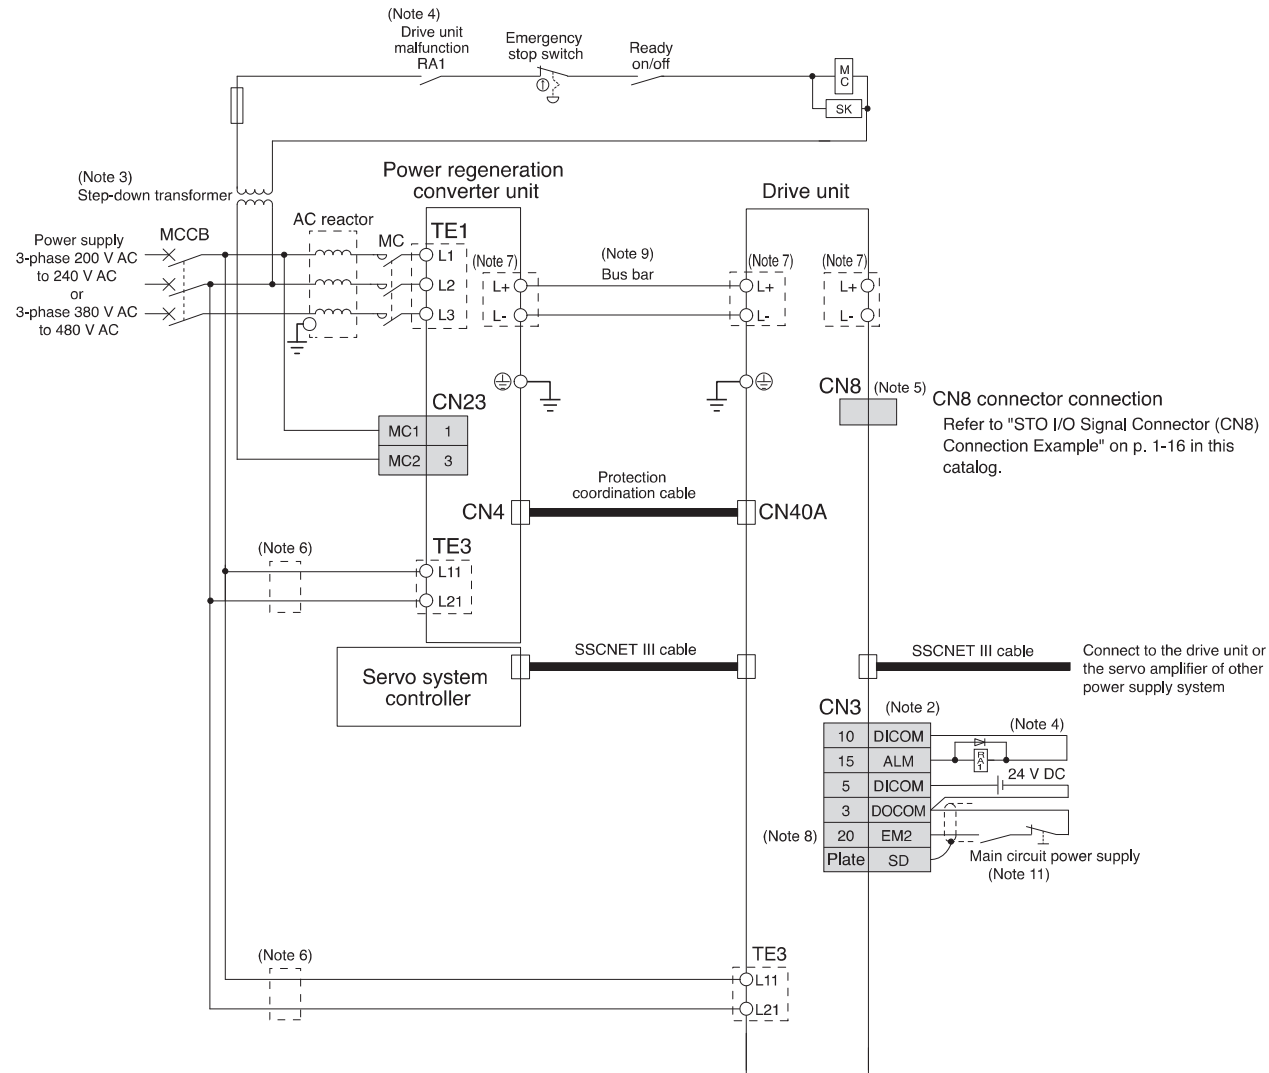 (Note 4)
Drive unit
malfunction
RA1
Emergency
stop switch
Ready
on/off
M
C
SK
(Note 3)
Step-down transformer
Power regeneration
converter unit
Drive unit
Power supply
3-phase 200 V AC
to 240 V AC
or
3-phase 380 V AC
to 480 V AC
MCCB
AC reactor
MC
TE1
L1
L2
L3
(Note 7)
L+
L-
(Note 9)
Bus bar
(Note 7)
L+
L-
(Note 7)
L+
L-
CN23
MC1 1
MC2 3
CN8 (Note 5)
CN8 connector connection
Refer to "STO I/O Signal Connector (CN8)
Connection Example" on p. 1-16 in this
catalog.
Protection
coordination cable
CN4
CN40A
(Note 6)
TE3
L11
L21
Servo system
controller
SSCNET III cable
SSCNET III cable
Connect to the drive unit or
the servo amplifier of other
power supply system
CN3 (Note 2)
(Note 4)
10 DICOM
15 ALM
RA1
5 DICOM
24 V DC
3 DOCOM
(Note 8) 20 EM2
Plate SD
Main circuit power supply
(Note 11)
(Note 6)
TE3
L11
L21